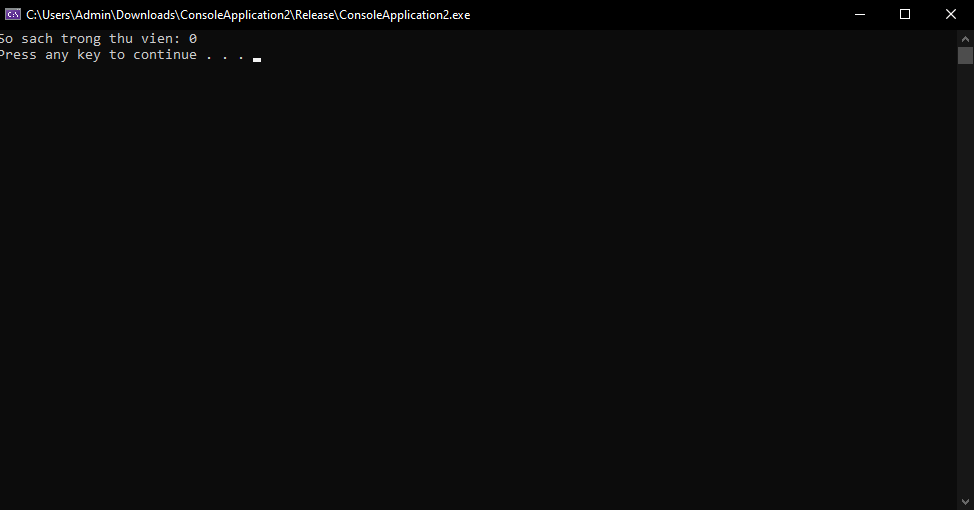 C:\Users\Admin\Downloads\ConsoleApplication2\Release\ConsoleApplication2.exe
So sach trong thu vien: 0
Press any key to continue . . .